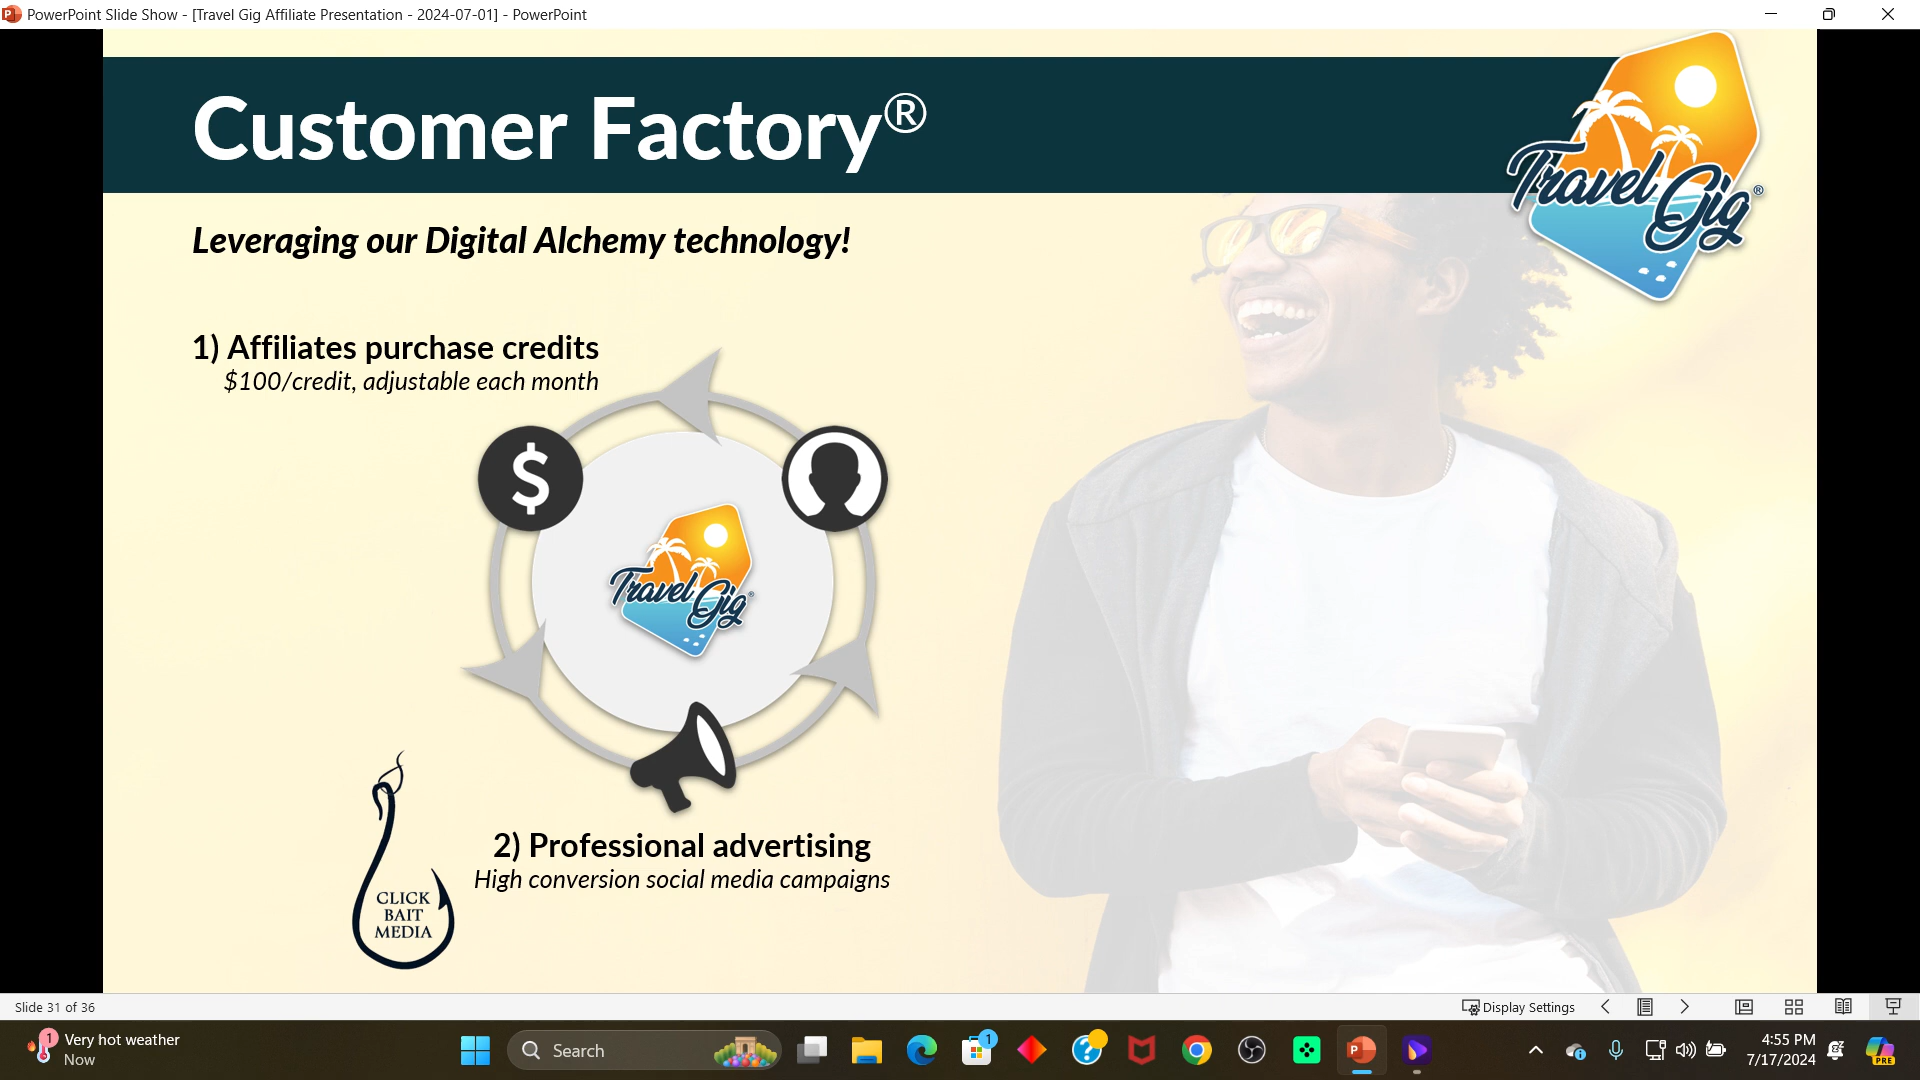 PowerPoint Slide Show - [Travel Gig Affiliate Presentation - 2024-07-01] - PowerPoint
Customer Factory®
Travel Gig®
Leveraging our Digital Alchemy technology!
1) Affiliates purchase credits
$100/credit, adjustable each month
$
Travel Gig®
2) Professional advertising
High conversion social media campaigns
CLICK
BAIT
MEDIA
Slide 31 of 36
Display Settings
1
Very hot weather
Now
Search
1
4:55 PM
7/17/2024
PRE